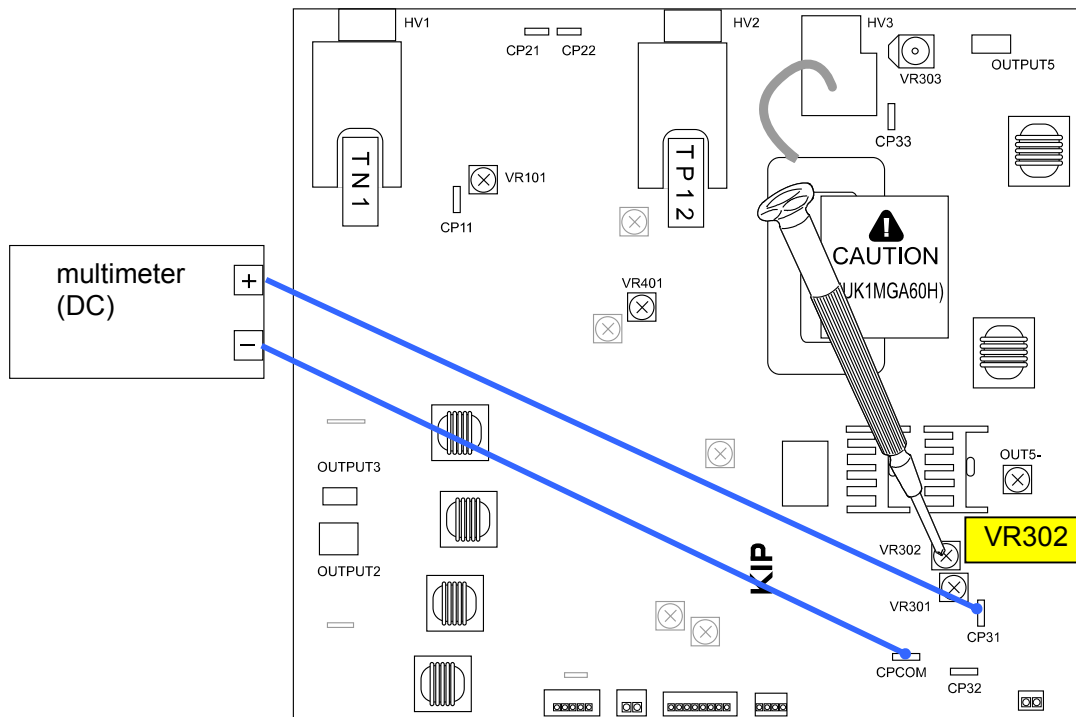 HV1
HV2
HV3
CP21
CP22
VR303
OUTPUT5
CP33
TN1
TP12
VR101
CP11
CAUTION
UK1MGA60H)
multimeter
(DC)
+
−
VR401
OUTPUT3
OUT5-
OUTPUT2
VR302
VR302
KIP
VR301
CP31
CPCOM
CP32